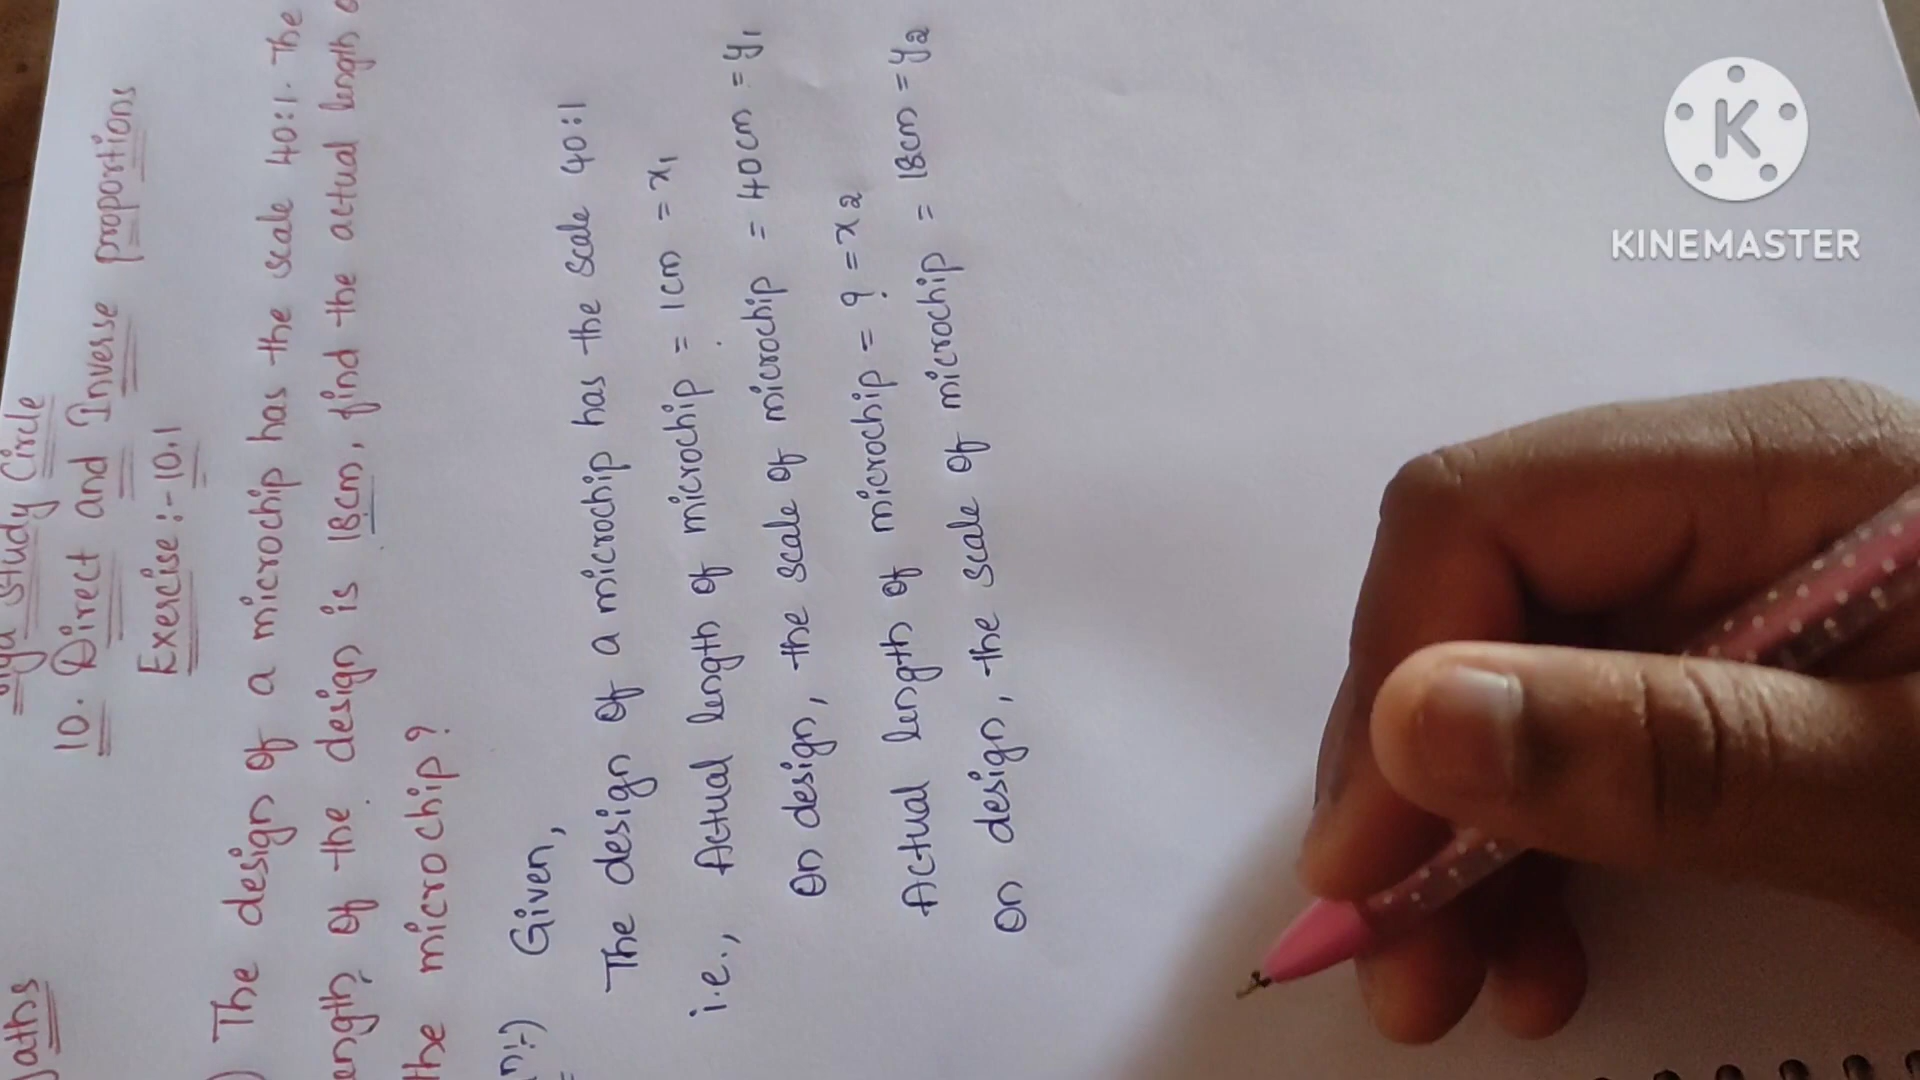 Maths
study Circle
10. Direct and Inverse proportions
Exercise:-10.1
) The design of a microchip has the scale 40:1. The
length, of the design is 18cm, find the actual length
the microchip?
Given,
The design of a microchip has the scale 40:1
i.e., Actual length of microchip = 1cm = x₁
On design, the scale of microchip = 40cm = y₁
Actual length of microchip = ? = x₂
On design, the scale of microchip = 18cm = y₂
K
KINEMASTER